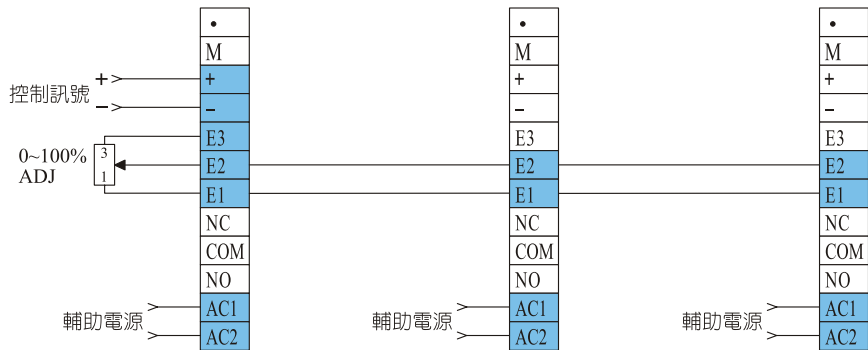 • • •
M M M
+ + + +
控制訊號
− − − −
E3 E3 E3
0~100% 3 E2 E2 E2
ADJ 1 E1 E1 E1
NC NC NC
COM COM COM
NO NO NO
輔助電源 AC1 輔助電源 AC1 輔助電源 AC1
AC2 AC2 AC2